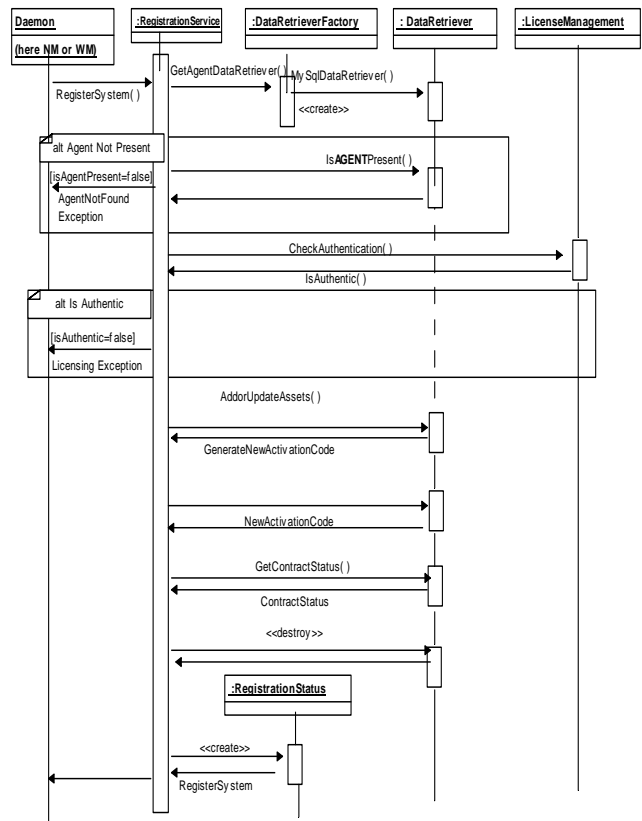 Daemon
(here NM or WM)
:RegistrationService
:DataRetrieverFactory
: DataRetriever
:LicenseManagement
RegisterSystem( )
GetAgentDataRetriever( )
MySqlDataRetriever( )
<<create>>
alt Agent Not Present
IsAGENTPresent( )
[isAgentPresent=false]
AgentNotFound
Exception
CheckAuthentication( )
IsAuthentic( )
alt Is Authentic
[isAuthentic=false]
Licensing Exception
AddorUpdateAssets( )
GenerateNewActivationCode
NewActivationCode
GetContractStatus( )
ContractStatus
<<destroy>>
:RegistrationStatus
<<create>>
RegisterSystem